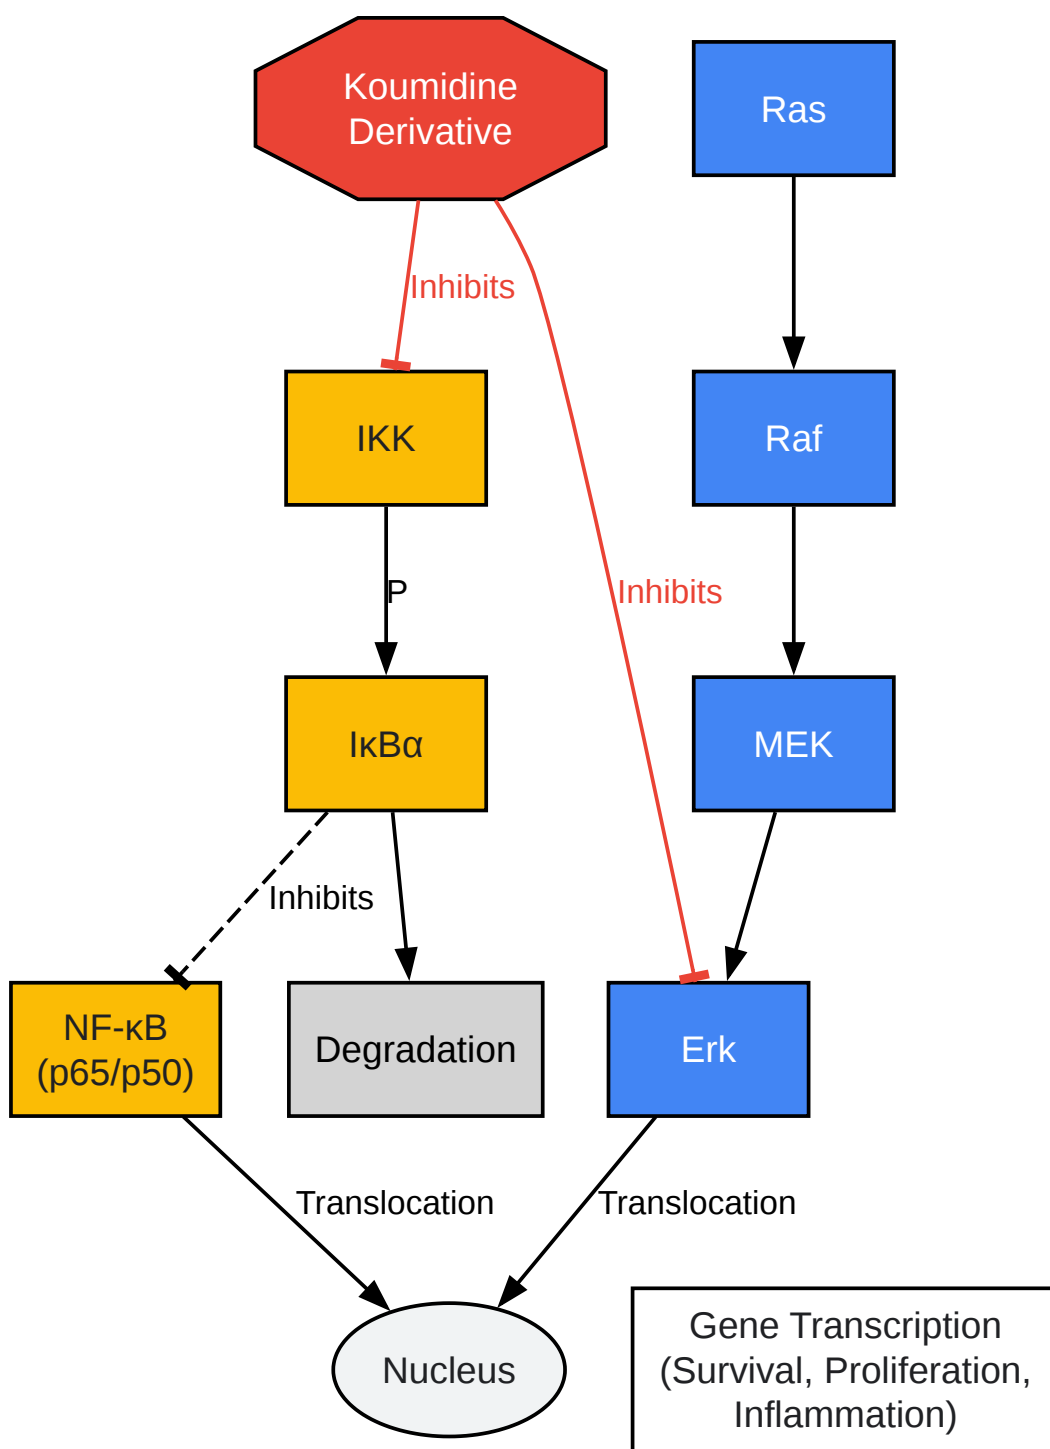 Koumidine
Derivative
Ras
Inhibits
IKK
Raf
P
Inhibits
IκBα
MEK
Inhibits
NF-κB
(p65/p50)
Degradation
Erk
Translocation
Translocation
Nucleus
Gene Transcription
(Survival, Proliferation,
Inflammation)